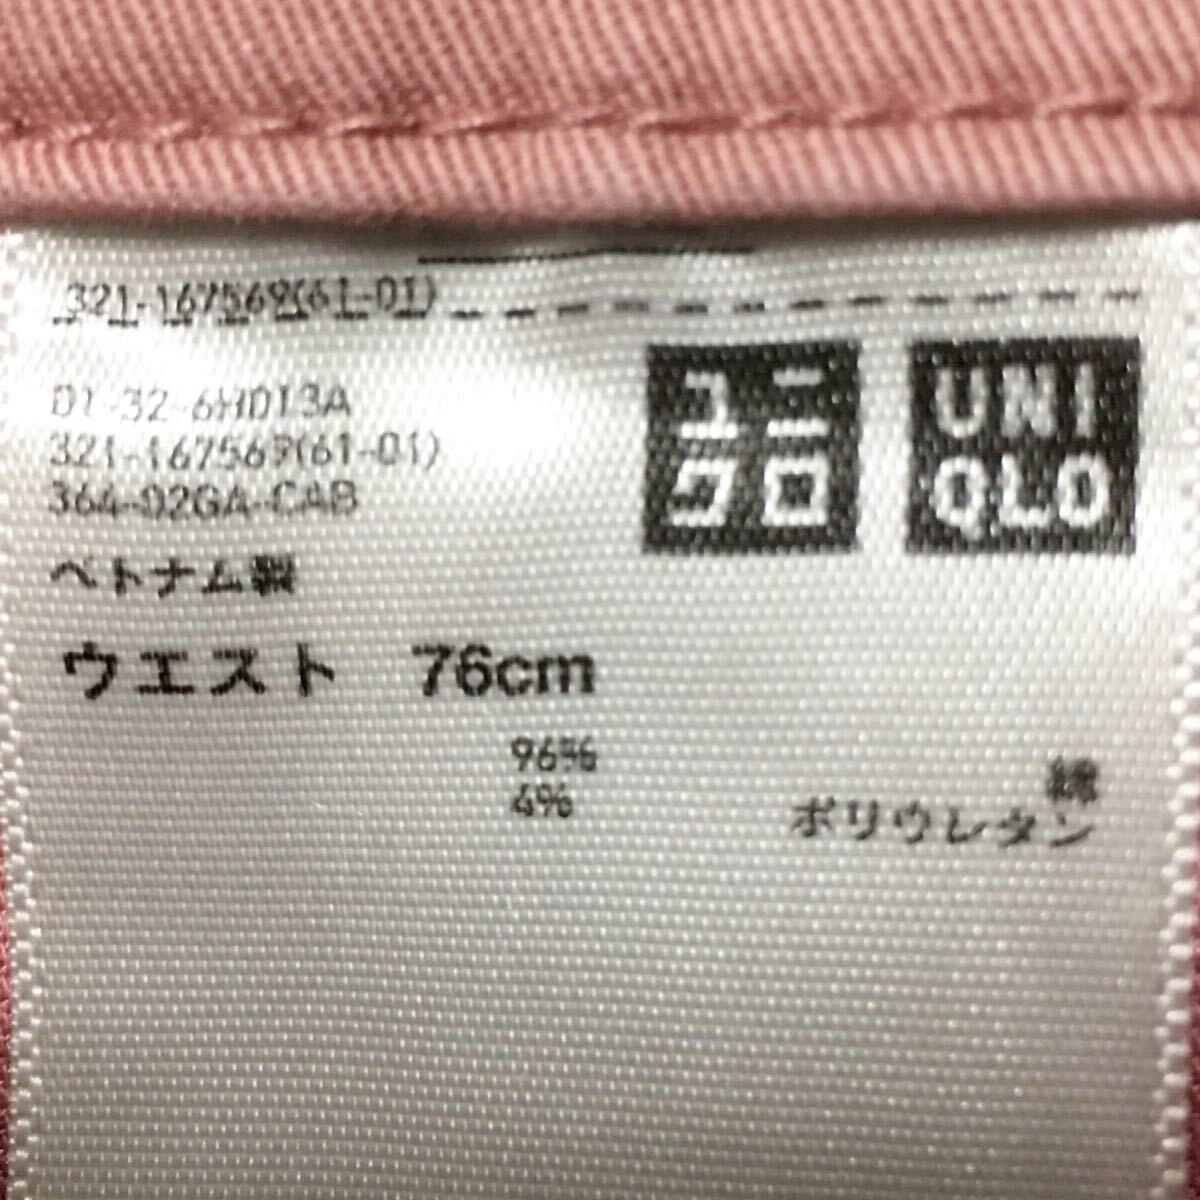 321-167569(61-01)
ユニ
クロ
UNI
QLO
01-32-6H013A
321-167569(61-01)
364-02GA-CAB
ベトナム製
ウエスト 76cm
96% 綿
4% ポリウレタン